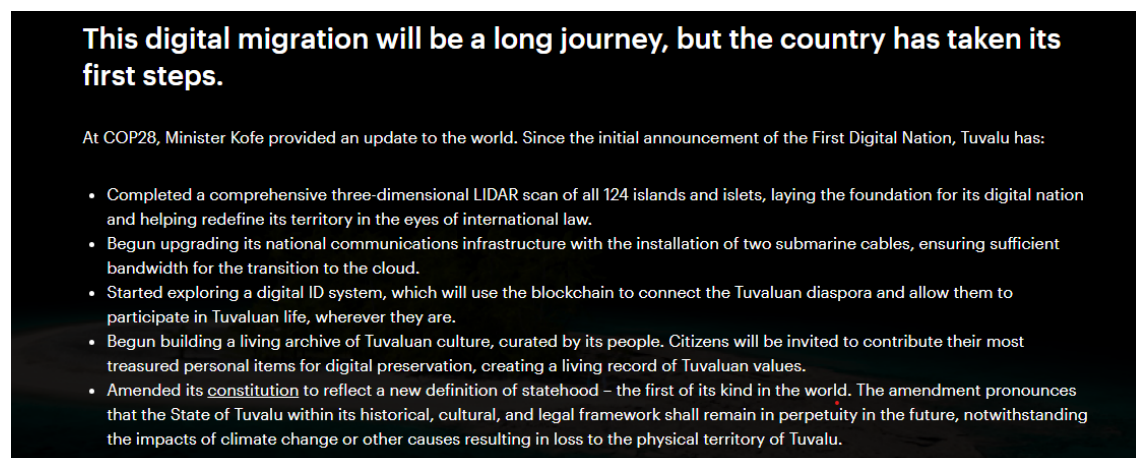 This digital migration will be a long journey, but the country has taken its
first steps.
At COP28, Minister Kofe provided an update to the world. Since the initial announcement of the First Digital Nation, Tuvalu has:
• Completed a comprehensive three-dimensional LIDAR scan of all 124 islands and islets, laying the foundation for its digital nation
and helping redefine its territory in the eyes of international law.
• Begun upgrading its national communications infrastructure with the installation of two submarine cables, ensuring sufficient
bandwidth for the transition to the cloud.
• Started exploring a digital ID system, which will use the blockchain to connect the Tuvaluan diaspora and allow them to
participate in Tuvaluan life, wherever they are.
• Begun building a living archive of Tuvaluan culture, curated by its people. Citizens will be invited to contribute their most
treasured personal items for digital preservation, creating a living record of Tuvaluan values.
• Amended its constitution to reflect a new definition of statehood – the first of its kind in the world. The amendment pronounces
that the State of Tuvalu within its historical, cultural, and legal framework shall remain in perpetuity in the future, notwithstanding
the impacts of climate change or other causes resulting in loss to the physical territory of Tuvalu.